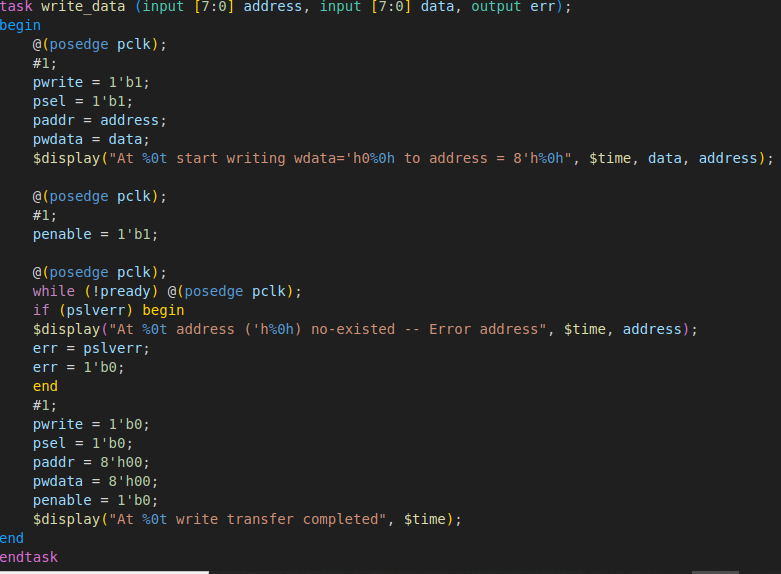 task write_data (input [7:0] address, input [7:0] data, output err);
begin
    @(posedge pclk);
    #1;
    pwrite = 1'b1;
    psel = 1'b1;
    paddr = address;
    pwdata = data;
    $display("At %0t start writing wdata='h0%0h to address = 8'h%0h", $time, data, address);

    @(posedge pclk);
    #1;
    penable = 1'b1;

    @(posedge pclk);
    while (!pready) @(posedge pclk);
    if (pslverr) begin
    $display("At %0t address ('h%0h) no-existed -- Error address", $time, address);
    err = pslverr;
    err = 1'b0;
    end
    #1;
    pwrite = 1'b0;
    psel = 1'b0;
    paddr = 8'h00;
    pwdata = 8'h00;
    penable = 1'b0;
    $display("At %0t write transfer completed", $time);
end
endtask